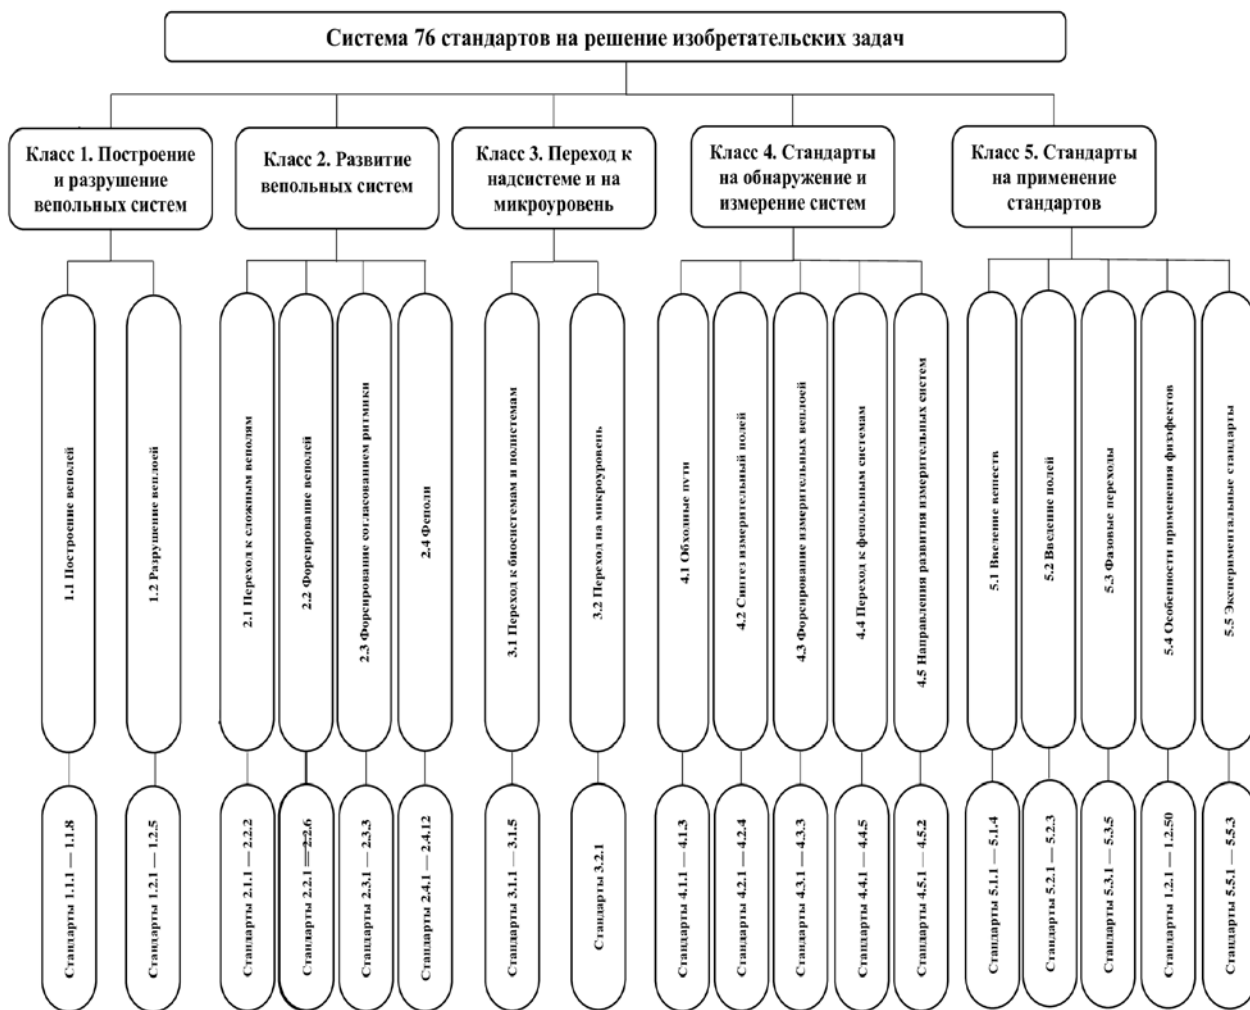 Система 76 стандартов на решение изобретательских задач
Класс 1. Построение
и разрушение
вепольных систем
Класс 2. Развитие
вепольных систем
Класс 3. Переход к
надсистеме и на
микроуровень
Класс 4. Стандарты
на обнаружение и
измерение систем
Класс 5. Стандарты
на применение
стандартов
1.1 Построение веполей
1.2 Разрушение веплоей
2.1 Переход к сложным веполям
2.2 Форсирование веполей
2.3 Форсирование согласованием ритмики
2.4 Феполи
3.1 Переход к биосистемам и полистемам
3.2 Переход на микроуровень
4.1 Обходные пути
4.2 Синтез измерительный полей
4.3 Форсирование измерительных веплоей
4.4 Переход к фепольным системам
4.5 Направления развития измерительных систем
5.1 Введение веществ
5.2 Введение полей
5.3 Фазовые переходы
5.4 Особенности применения физэфектов
5.5 Экспериментальные стандарты
Стандарты 1.1.1 — 1.1.8
Стандарты 1.2.1 — 1.2.5
Стандарты 2.1.1 — 2.2.2
Стандарты 2.2.1 — 2.2.6
Стандарты 2.3.1 — 2.3.3
Стандарты 2.4.1 — 2.4.12
Стандарты 3.1.1 — 3.1.5
Стандарты 3.2.1
Стандарты 4.1.1 — 4.1.3
Стандарты 4.2.1 — 4.2.4
Стандарты 4.3.1 — 4.3.3
Стандарты 4.4.1 — 4.4.5
Стандарты 4.5.1 — 4.5.2
Стандарты 5.1.1 — 5.1.4
Стандарты 5.2.1 — 5.2.3
Стандарты 5.3.1 — 5.3.5
Стандарты 1.2.1 — 1.2.50
Стандарты 5.5.1 — 5.5.3